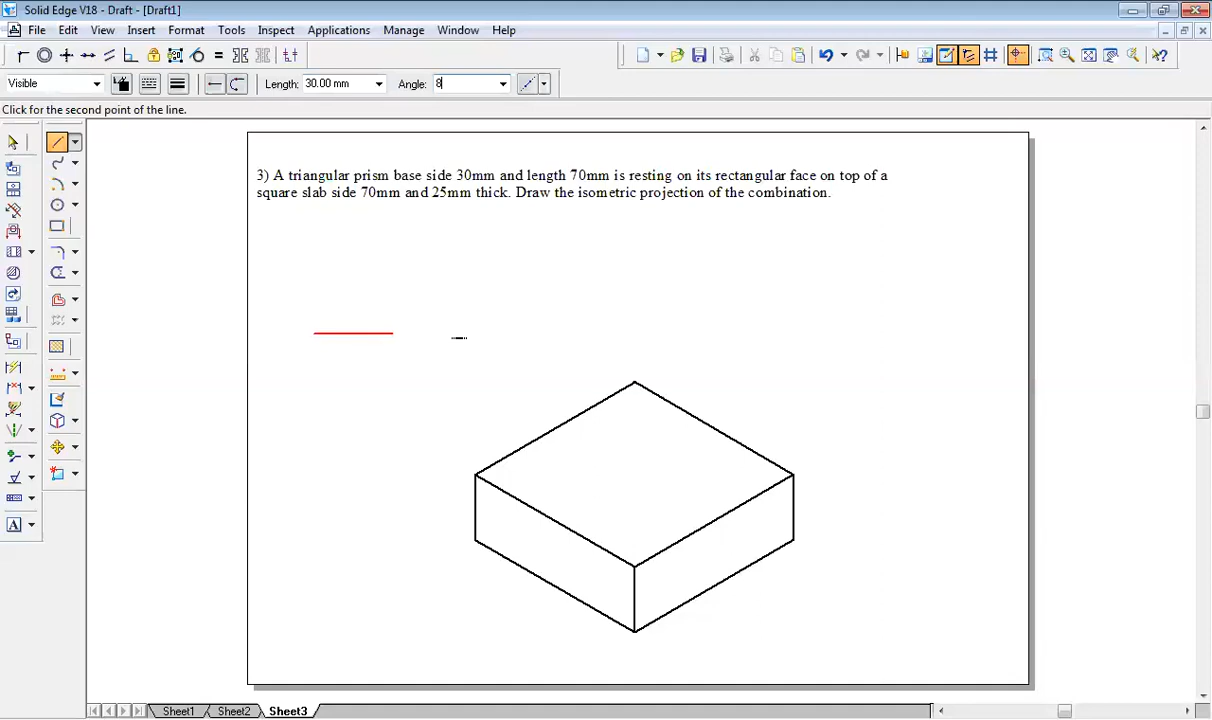 Solid Edge V18 - Draft - [Draft1]
File Edit View Insert Format Tools Inspect Applications Manage Window Help
Visible Length: 30.00 mm Angle: 8
Click for the second point of the line.
3) A triangular prism base side 30mm and length 70mm is resting on its rectangular face on top of a
square slab side 70mm and 25mm thick. Draw the isometric projection of the combination.
A
Sheet1 Sheet2 Sheet3